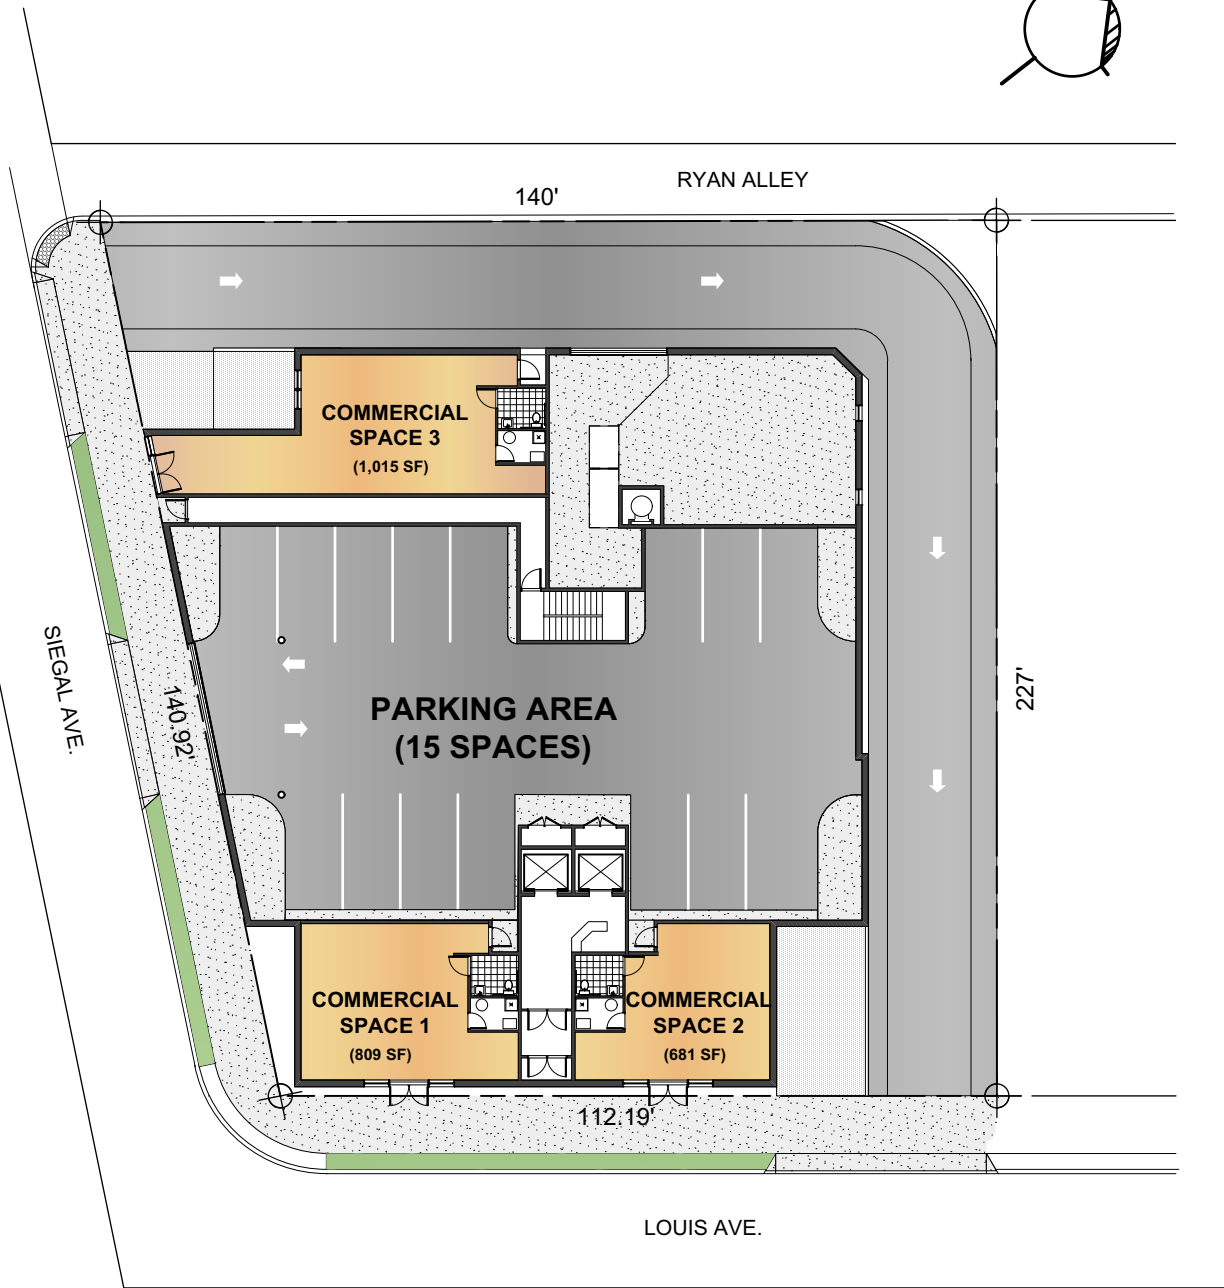 RYAN ALLEY
140'
COMMERCIAL
SPACE 3
(1,015 SF)
SIEGAL AVE.
140.92'
PARKING AREA
(15 SPACES)
227'
COMMERCIAL
SPACE 1
(809 SF)
COMMERCIAL
SPACE 2
(681 SF)
112.19'
LOUIS AVE.